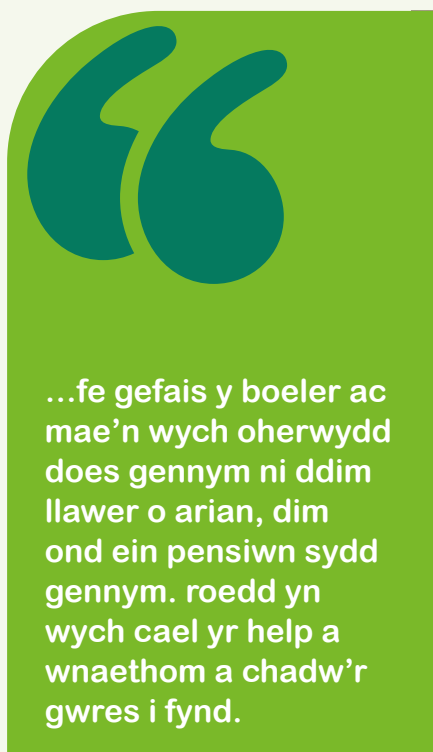 ...fe gefais y boeler ac
mae'n wych oherwydd
does gennym ni ddim
llawer o arian, dim
ond ein pensiwn sydd
gennym. roedd yn
wych cael yr help a
wnaethom a chadw'r
gwres i fynd.